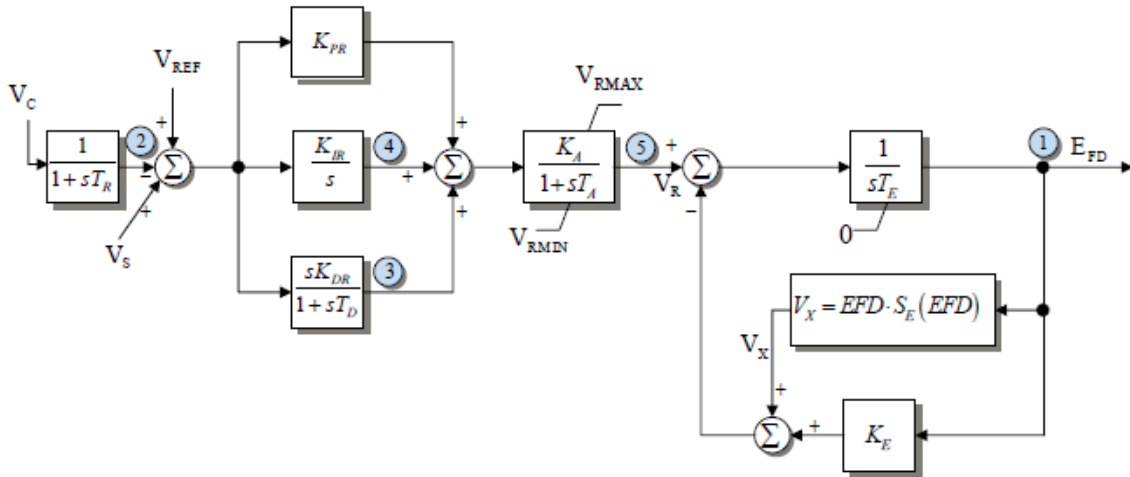 V_C
1
1 + sT_R
2
V_REF
+
−
+
Σ
V_S
K_PR
K_IR
s
4
sK_DR
1 + sT_D
3
+
+
+
Σ
V_RMAX
K_A
1 + sT_A
V_RMIN
5
V_R
+
−
Σ
1
sT_E
0
1
E_FD
V_X = EFD · S_E (EFD)
V_X
+
Σ
+
K_E